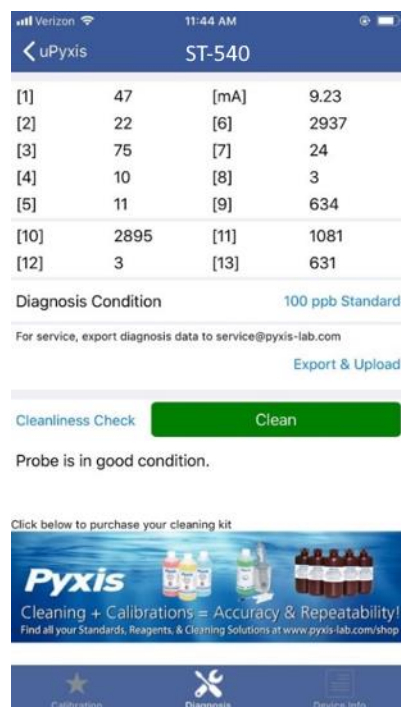 Verizon 11:44 AM
uPyxis ST-540
[1] 47 [mA] 9.23
[2] 22 [6] 2937
[3] 75 [7] 24
[4] 10 [8] 3
[5] 11 [9] 634
[10] 2895 [11] 1081
[12] 3 [13] 631
Diagnosis Condition 100 ppb Standard
For service, export diagnosis data to service@pyxis-lab.com
Export & Upload
Cleanliness Check Clean
Probe is in good condition.
Click below to purchase your cleaning kit
Pyxis
Cleaning + Calibrations = Accuracy & Repeatability!
Find all your Standards, Reagents, & Cleaning Solutions at www.pyxis-lab.com/shop
Calibration Diagnosis Device Info